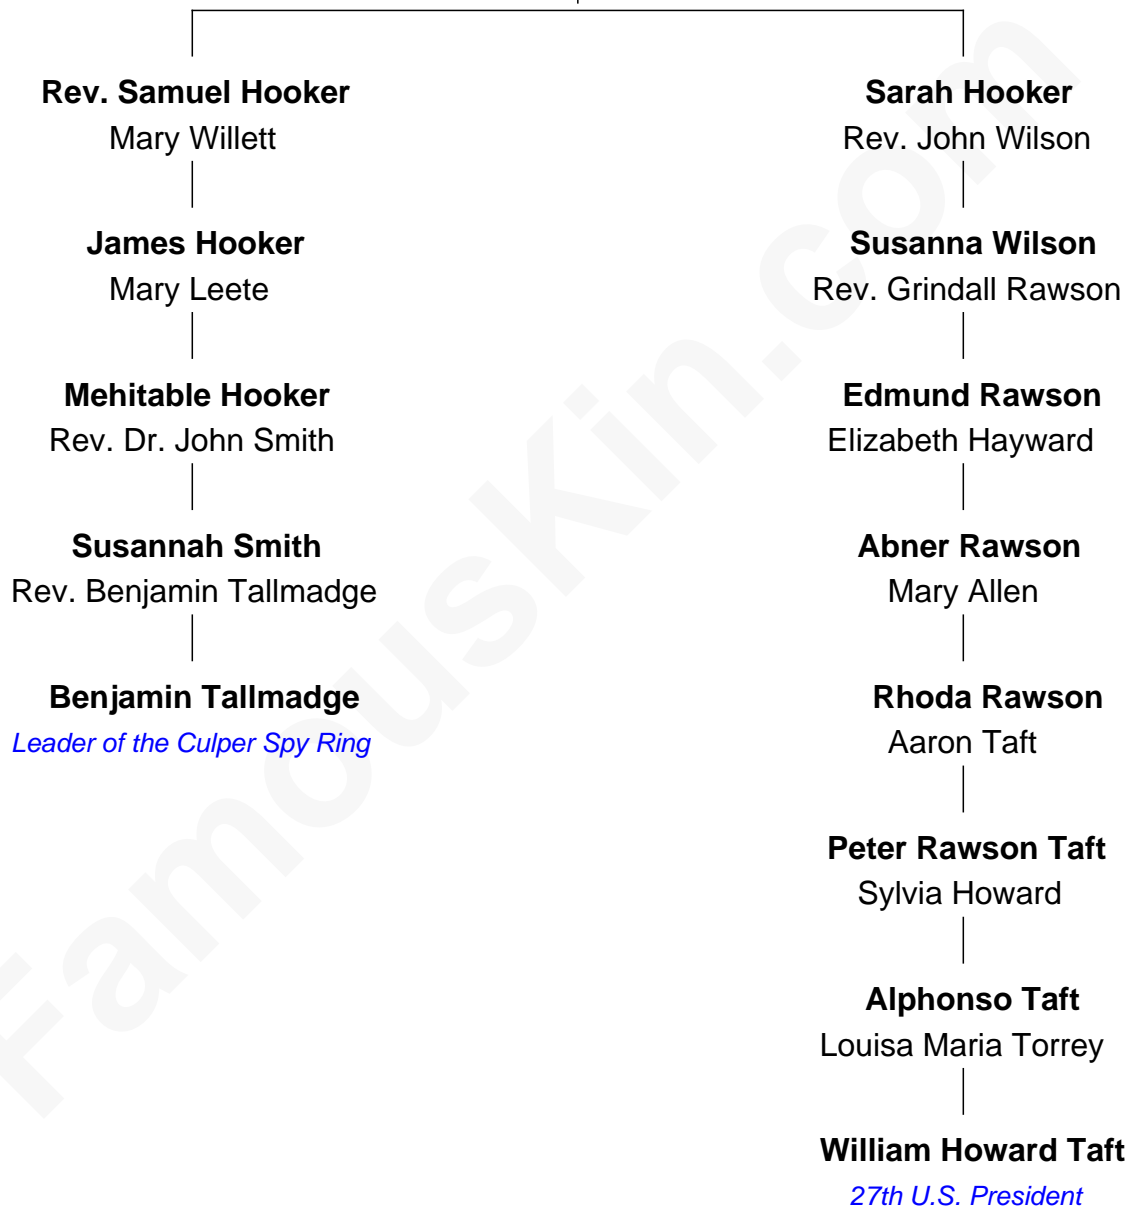 Rev. Samuel Hooker
Mary Willett
James Hooker
Mary Leete
Mehitable Hooker
Rev. Dr. John Smith
Susannah Smith
Rev. Benjamin Tallmadge
Benjamin Tallmadge
Leader of the Culper Spy Ring
Sarah Hooker
Rev. John Wilson
Susanna Wilson
Rev. Grindall Rawson
Edmund Rawson
Elizabeth Hayward
Abner Rawson
Mary Allen
Rhoda Rawson
Aaron Taft
Peter Rawson Taft
Sylvia Howard
Alphonso Taft
Louisa Maria Torrey
William Howard Taft
27th U.S. President
FamousKin.com